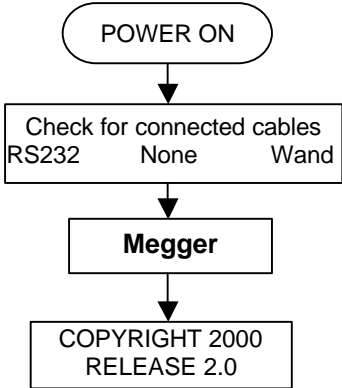 POWER ON
Check for connected cables
RS232 None Wand
Megger
COPYRIGHT 2000
RELEASE 2.0